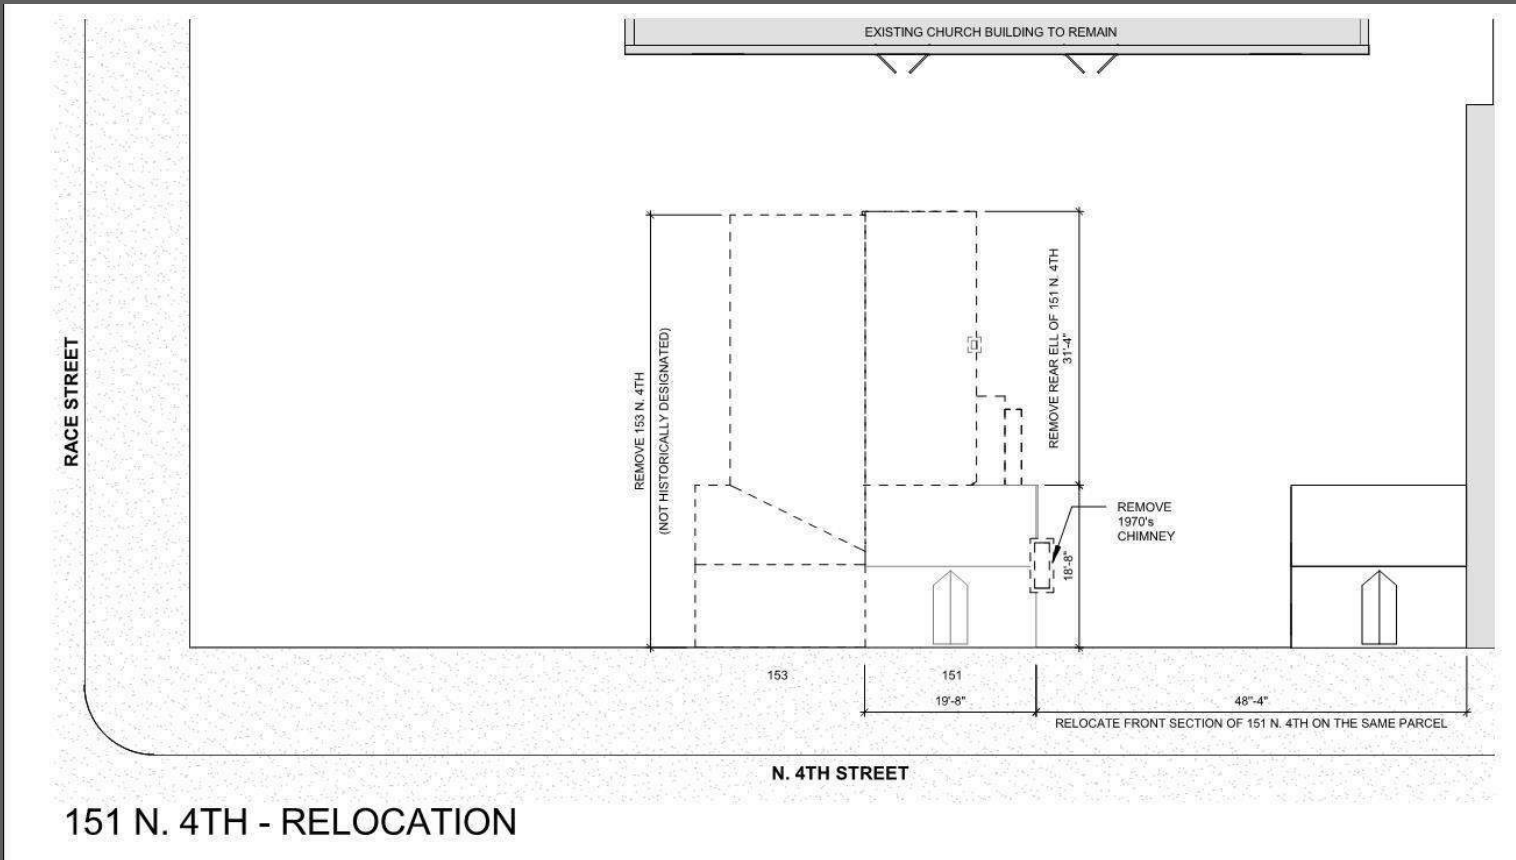 EXISTING CHURCH BUILDING TO REMAIN
RACE STREET
REMOVE 153 N. 4TH
(NOT HISTORICALLY DESIGNATED)
REMOVE REAR ELL OF 151 N. 4TH
31'-4"
REMOVE
1970's
CHIMNEY
18'-8"
153
151
19'-8"
48"-4"
RELOCATE FRONT SECTION OF 151 N. 4TH ON THE SAME PARCEL
N. 4TH STREET
151 N. 4TH - RELOCATION